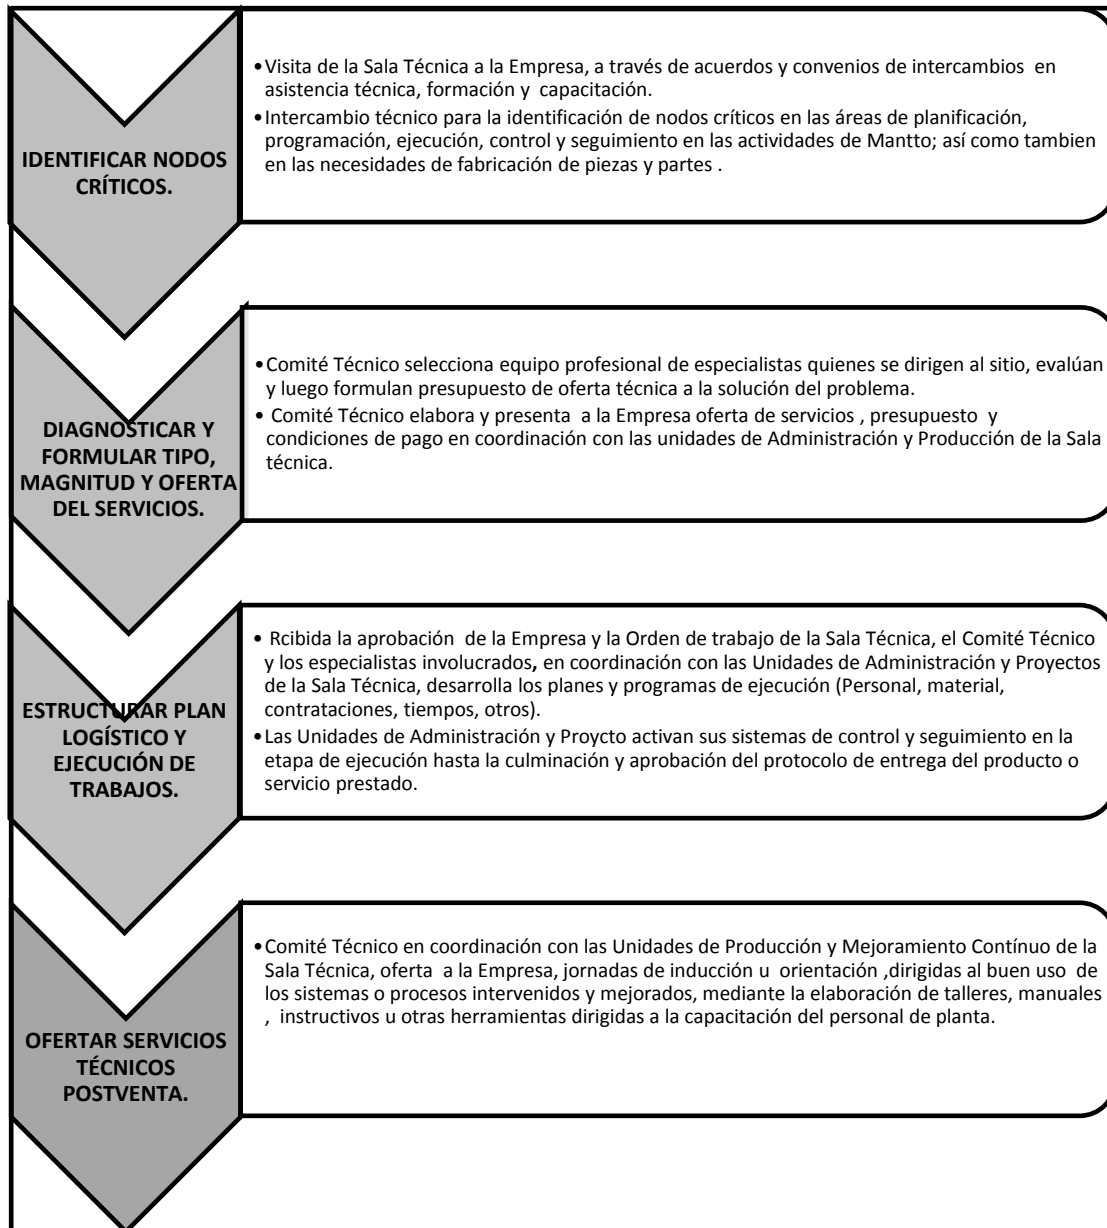 IDENTIFICAR NODOS
CRÍTICOS.
•Visita de la Sala Técnica a la Empresa, a través de acuerdos y convenios de intercambios en
asistencia técnica, formación y capacitación.
•Intercambio técnico para la identificación de nodos críticos en las áreas de planificación,
programación, ejecución, control y seguimiento en las actividades de Mantto; así como tambien
en las necesidades de fabricación de piezas y partes .
DIAGNOSTICAR Y
FORMULAR TIPO,
MAGNITUD Y OFERTA
DEL SERVICIOS.
•Comité Técnico selecciona equipo profesional de especialistas quienes se dirigen al sitio, evalúan
y luego formulan presupuesto de oferta técnica a la solución del problema.
• Comité Técnico elabora y presenta a la Empresa oferta de servicios , presupuesto y
condiciones de pago en coordinación con las unidades de Administración y Producción de la Sala
técnica.
ESTRUCTURAR PLAN
LOGÍSTICO Y
EJECUCIÓN DE
TRABAJOS.
• Rcibida la aprobación de la Empresa y la Orden de trabajo de la Sala Técnica, el Comité Técnico
y los especialistas involucrados, en coordinación con las Unidades de Administración y Proyectos
de la Sala Técnica, desarrolla los planes y programas de ejecución (Personal, material,
contrataciones, tiempos, otros).
•Las Unidades de Administración y Proycto activan sus sistemas de control y seguimiento en la
etapa de ejecución hasta la culminación y aprobación del protocolo de entrega del producto o
servicio prestado.
OFERTAR SERVICIOS
TÉCNICOS
POSTVENTA.
•Comité Técnico en coordinación con las Unidades de Producción y Mejoramiento Contínuo de la
Sala Técnica, oferta a la Empresa, jornadas de inducción u orientación ,dirigidas al buen uso de
los sistemas o procesos intervenidos y mejorados, mediante la elaboración de talleres, manuales
, instructivos u otras herramientas dirigidas a la capacitación del personal de planta.